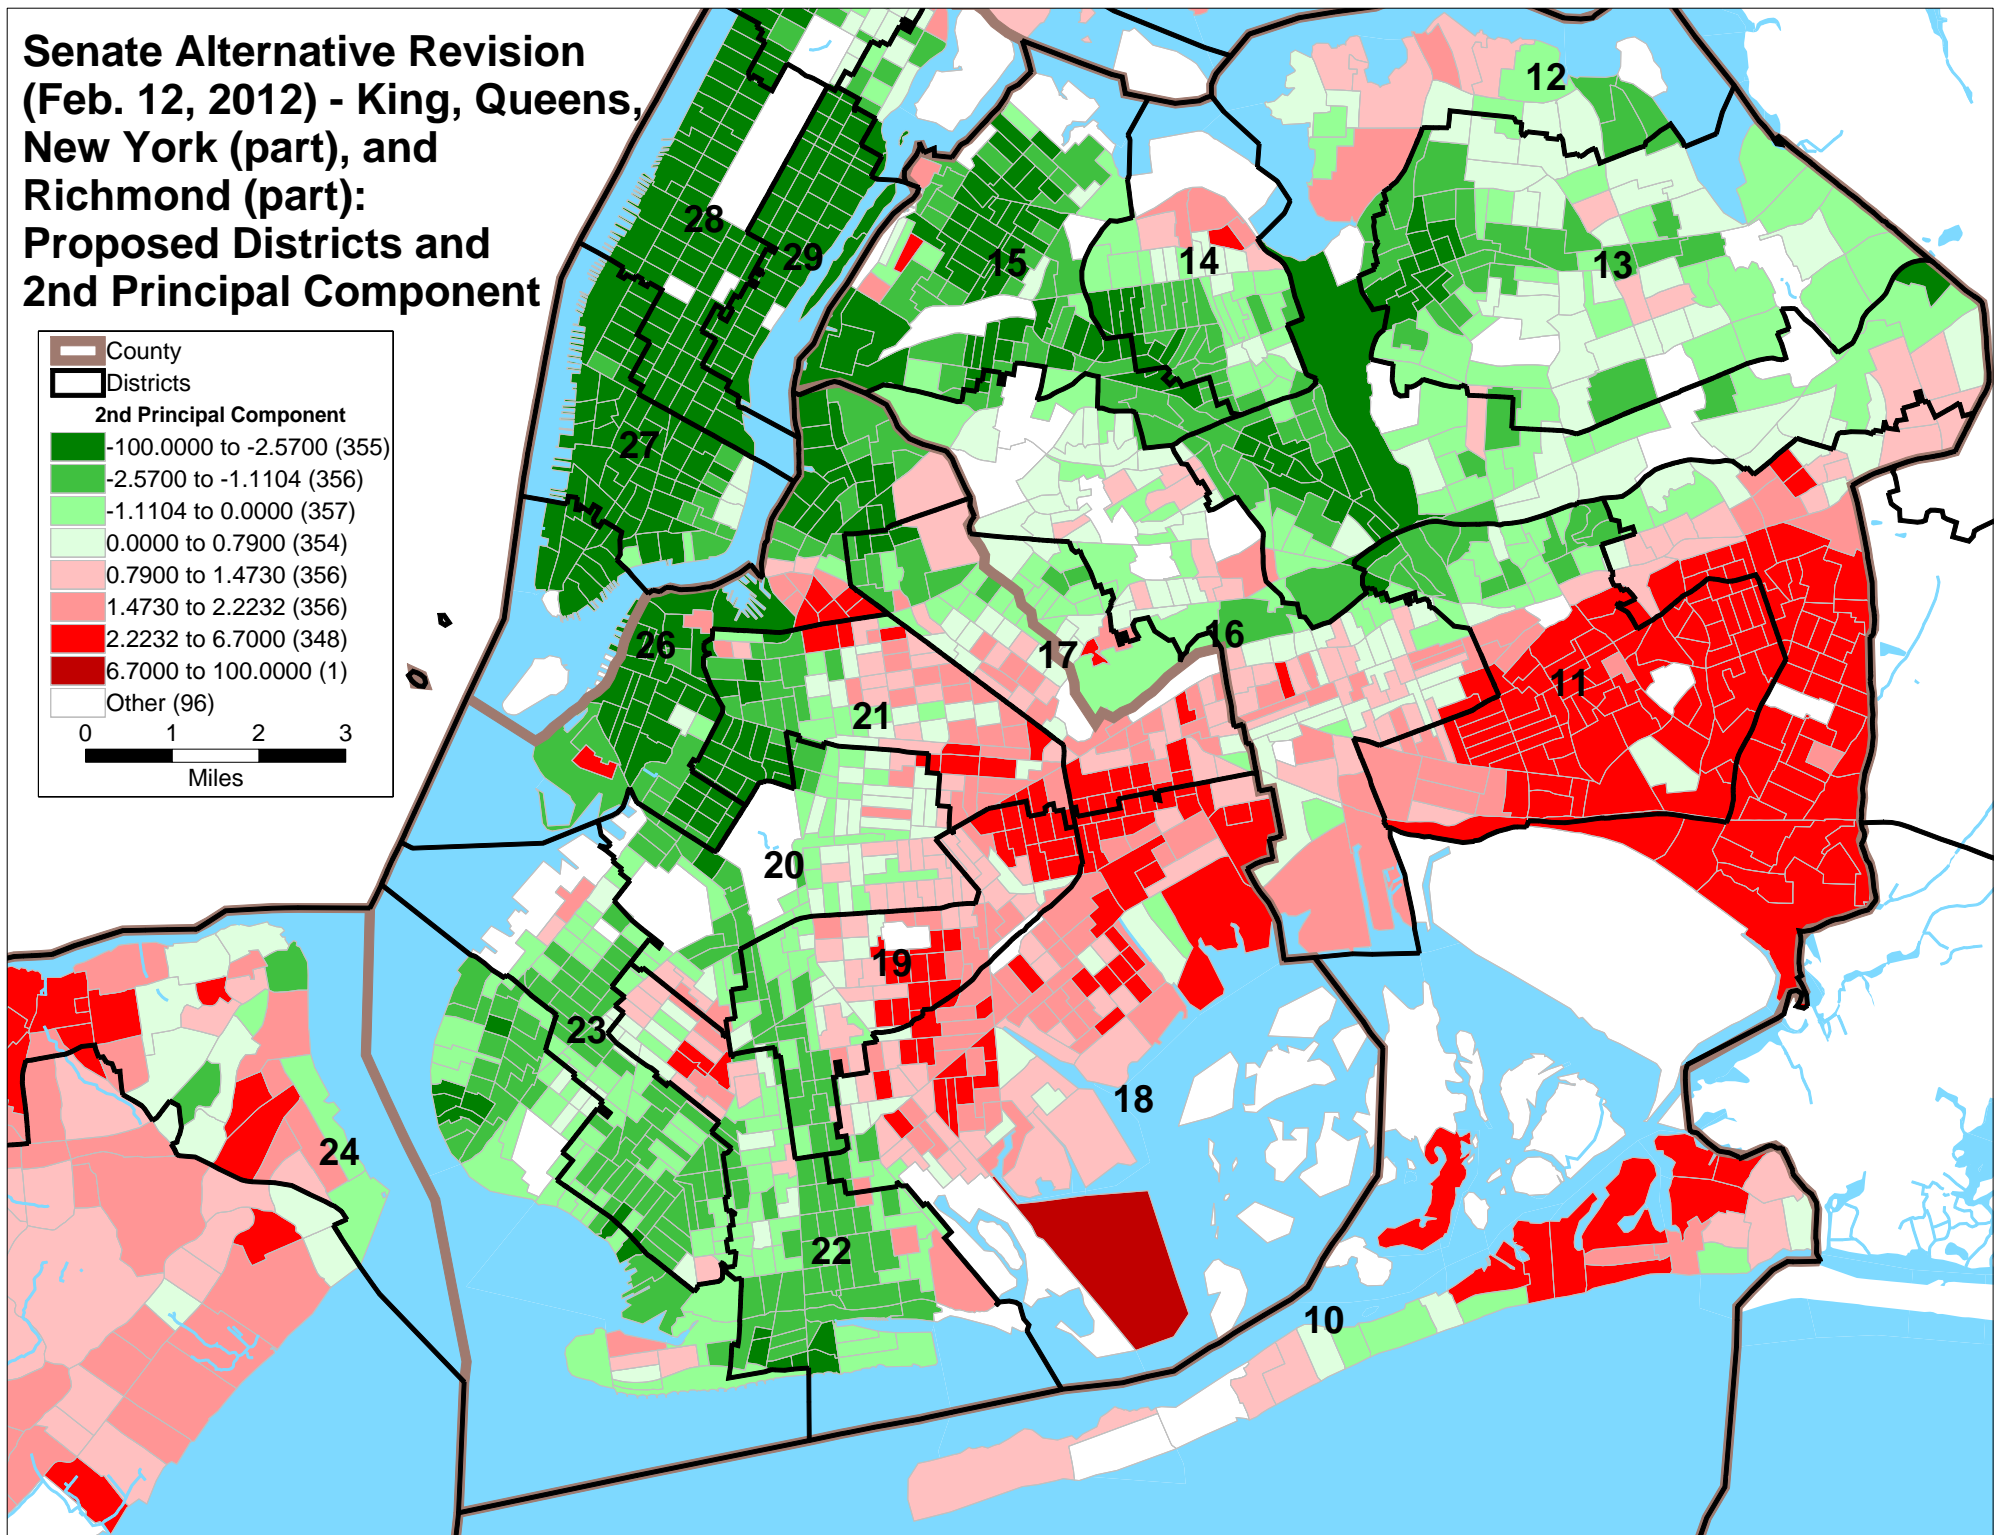 Senate Alternative Revision
(Feb. 12, 2012) - King, Queens,
New York (part), and
Richmond (part):
Proposed Districts and
2nd Principal Component
County
Districts
2nd Principal Component
-100.0000 to -2.5700 (355)
-2.5700 to -1.1104 (356)
-1.1104 to 0.0000 (357)
0.0000 to 0.7900 (354)
0.7900 to 1.4730 (356)
1.4730 to 2.2232 (356)
2.2232 to 6.7000 (348)
6.7000 to 100.0000 (1)
Other (96)
0 1 2 3
Miles
12
28
29
15
14
13
27
26
17
16
11
21
20
19
23
18
24
22
10